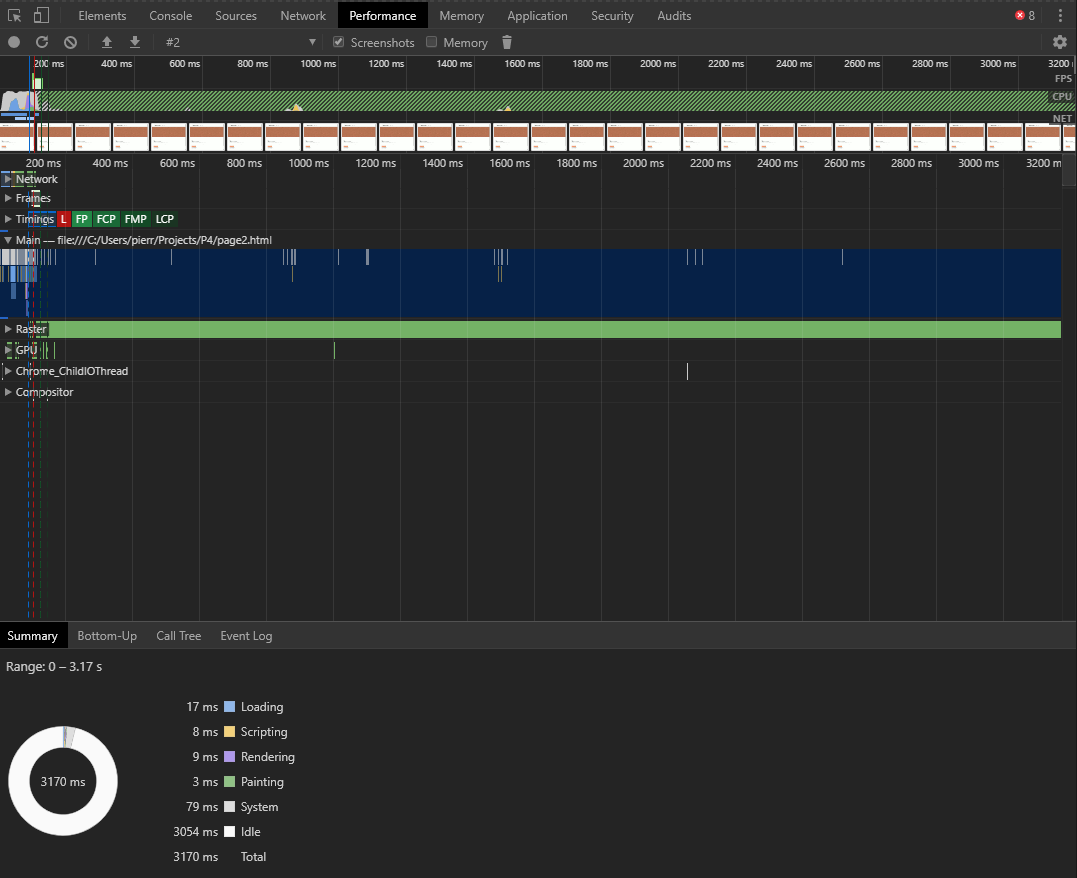 Elements Console Sources Network Performance Memory Application Security Audits 8
#2 Screenshots Memory
200 ms 400 ms 600 ms 800 ms 1000 ms 1200 ms 1400 ms 1600 ms 1800 ms 2000 ms 2200 ms 2400 ms 2600 ms 2800 ms 3000 ms 3200
FPS
CPU
NET
200 ms 400 ms 600 ms 800 ms 1000 ms 1200 ms 1400 ms 1600 ms 1800 ms 2000 ms 2200 ms 2400 ms 2600 ms 2800 ms 3000 ms 3200 m
Network
Frames
Timings L FP FCP FMP LCP
Main — file:///C:/Users/pierr/Projects/P4/page2.html
Raster
GPU
Chrome_ChildIOThread
Compositor
Summary Bottom-Up Call Tree Event Log
Range: 0 – 3.17 s
17 ms Loading
8 ms Scripting
9 ms Rendering
3170 ms
3 ms Painting
79 ms System
3054 ms Idle
3170 ms Total